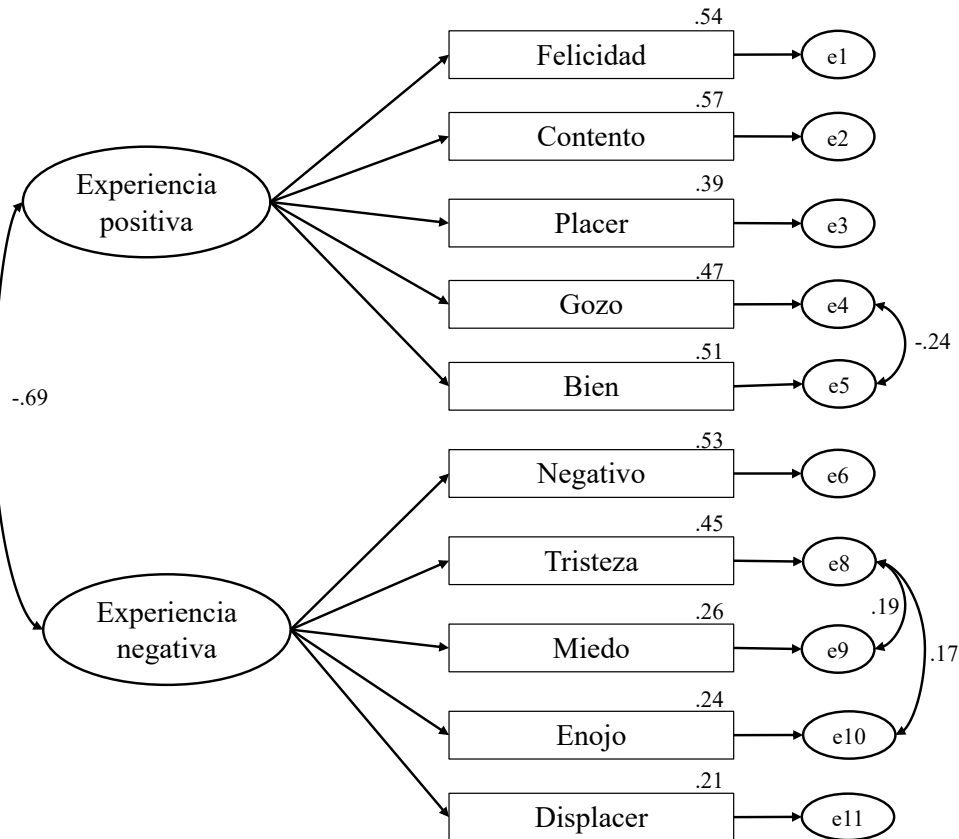 .54
Felicidad
e1
.57
Contento
e2
Experiencia
positiva
.39
Placer
e3
.47
Gozo
e4
-.24
.51
Bien
e5
-.69
.53
Negativo
e6
.45
Tristeza
e8
.19
Experiencia
negativa
.26
Miedo
e9
.17
.24
Enojo
e10
.21
Displacer
e11